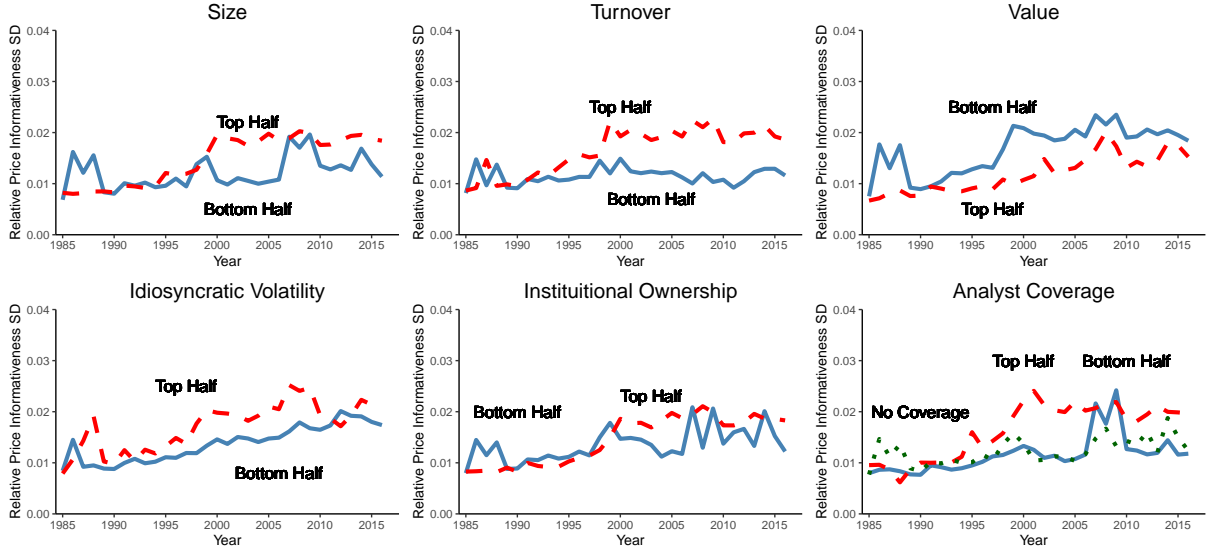 Size
Relative Price Informativeness SD
0.04
0.03
0.02
0.01
0.00
Top Half
Bottom Half
1985 1990 1995 2000 2005 2010 2015
Year
Turnover
Relative Price Informativeness SD
0.04
0.03
0.02
0.01
0.00
Top Half
Bottom Half
1985 1990 1995 2000 2005 2010 2015
Year
Value
Relative Price Informativeness SD
0.04
0.03
0.02
0.01
0.00
Bottom Half
Top Half
1985 1990 1995 2000 2005 2010 2015
Year
Idiosyncratic Volatility
Relative Price Informativeness SD
0.04
0.03
0.02
0.01
0.00
Top Half
Bottom Half
1985 1990 1995 2000 2005 2010 2015
Year
Instituitional Ownership
Relative Price Informativeness SD
0.04
0.03
0.02
0.01
0.00
Top Half
Bottom Half
1985 1990 1995 2000 2005 2010 2015
Year
Analyst Coverage
Relative Price Informativeness SD
0.04
0.03
0.02
0.01
0.00
Top Half
Bottom Half
No Coverage
1985 1990 1995 2000 2005 2010 2015
Year